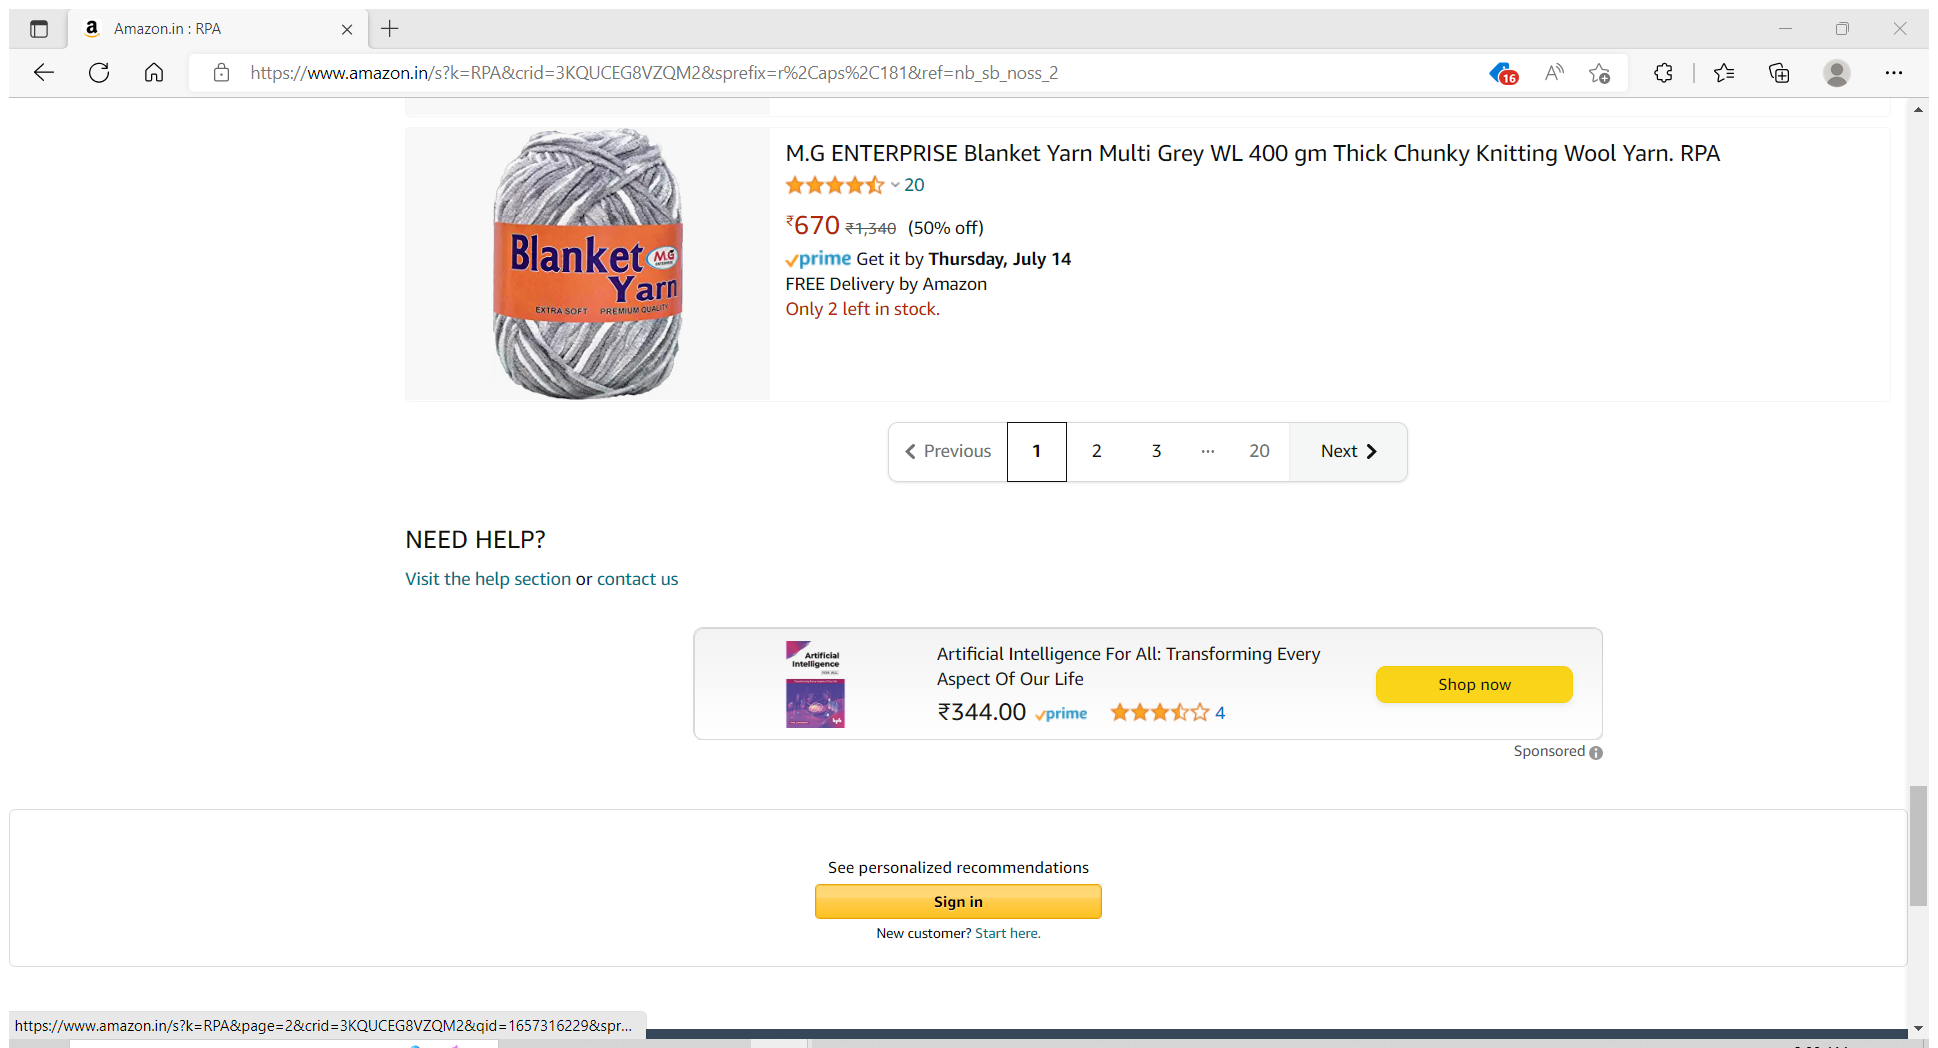 Amazon.in : RPA
https://www.amazon.in/s?k=RPA&crid=3KQUCEG8VZQM2&sprefix=r%2Caps%2C181&ref=nb_sb_noss_2
16
M.G ENTERPRISE Blanket Yarn Multi Grey WL 400 gm Thick Chunky Knitting Wool Yarn. RPA
20
₹670 ₹1,340 (50% off)
prime Get it by Thursday, July 14
FREE Delivery by Amazon
Only 2 left in stock.
Blanket M.G
Yarn
EXTRA SOFT PREMIUM QUALITY
Previous 1 2 3 ... 20 Next
NEED HELP?
Visit the help section or contact us
Artificial
Intelligence
Artificial Intelligence For All: Transforming Every
Aspect Of Our Life
₹344.00 prime 4
Shop now
Sponsored
See personalized recommendations
Sign in
New customer? Start here.
https://www.amazon.in/s?k=RPA&page=2&crid=3KQUCEG8VZQM2&qid=1657316229&spr...